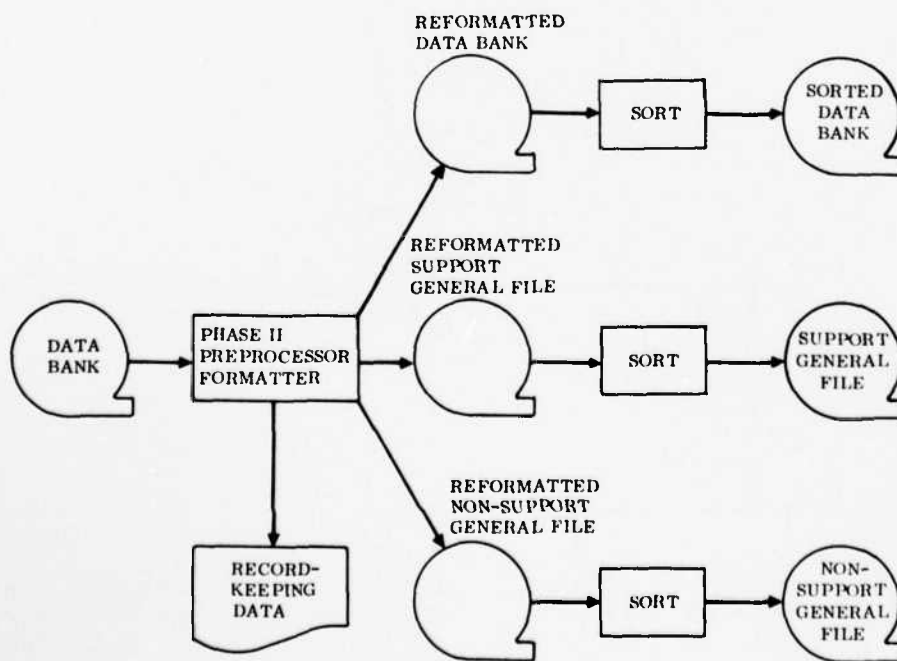 REFORMATTED
DATA BANK
SORT
SORTED
DATA
BANK
REFORMATTED
SUPPORT
GENERAL FILE
DATA
BANK
PHASE II
PREPROCESSOR
FORMATTER
SORT
SUPPORT
GENERAL
FILE
REFORMATTED
NON-SUPPORT
GENERAL FILE
RECORD-
KEEPING
DATA
SORT
NON-
SUPPORT
GENERAL
FILE